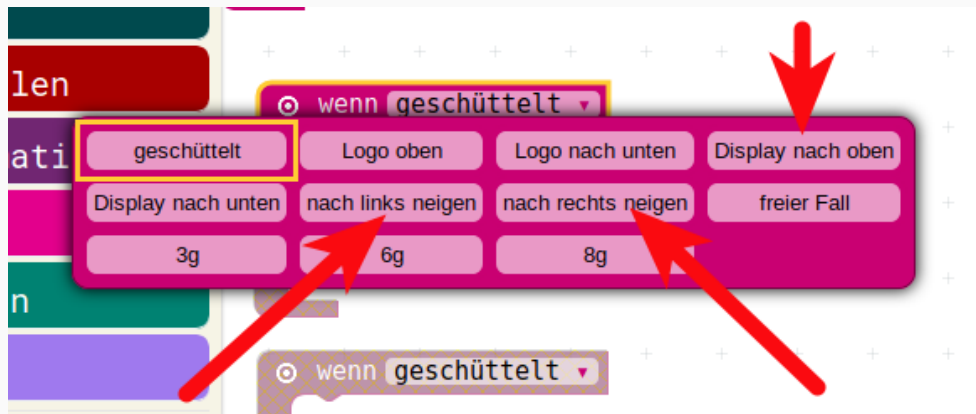 len
wenn geschüttelt
ati
geschüttelt Logo oben Logo nach unten Display nach oben
Display nach unten nach links neigen nach rechts neigen freier Fall
3g 6g 8g
n
wenn geschüttelt